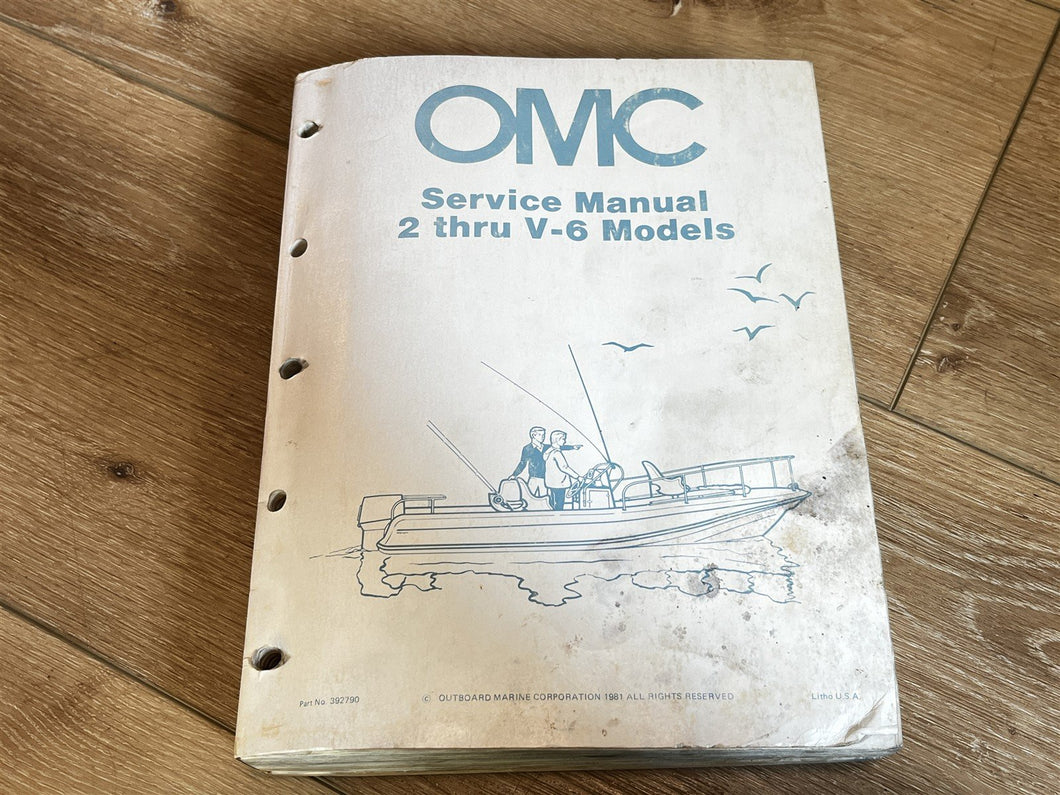 OMC
Service Manual
2 thru V-6 Models
Part No. 392790
© OUTBOARD MARINE CORPORATION 1981 ALL RIGHTS RESERVED
Litho U.S.A.